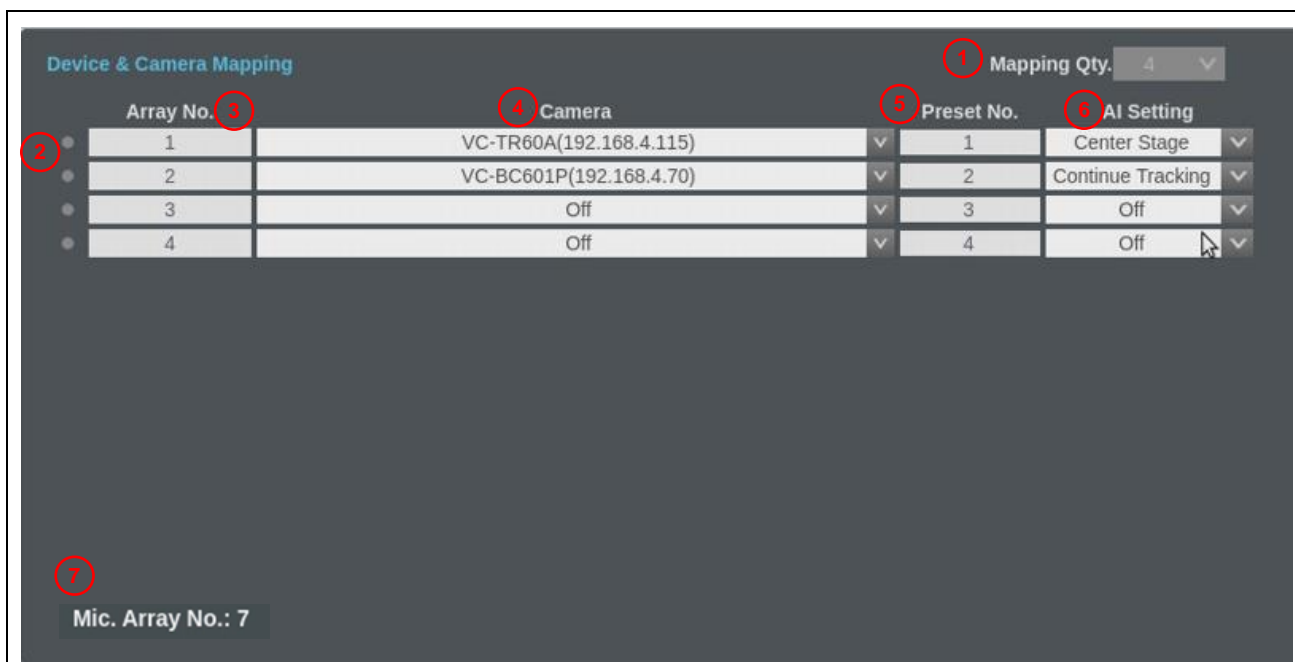 Device & Camera Mapping 1 Mapping Qty. 4
Array No. 3 4 Camera 5 Preset No. 6 AI Setting
2 1 VC-TR60A(192.168.4.115) 1 Center Stage
2 VC-BC601P(192.168.4.70) 2 Continue Tracking
3 Off 3 Off
4 Off 4 Off
7
Mic. Array No.: 7